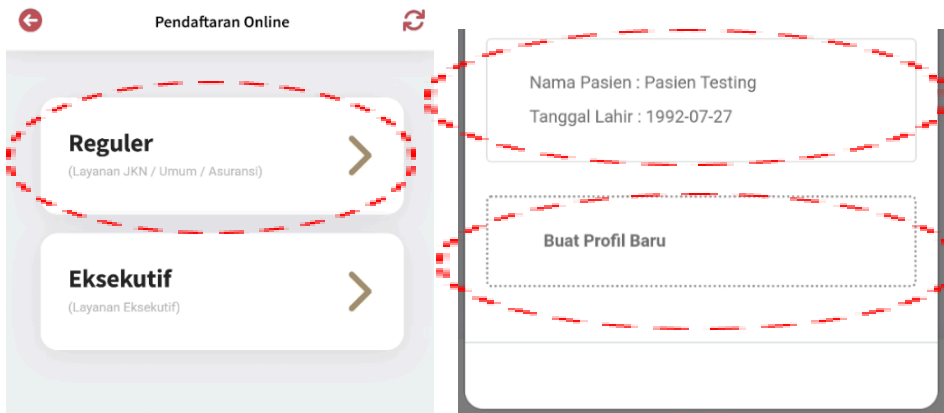 Pendaftaran Online
Reguler
(Layanan JKN / Umum / Asuransi)
Eksekutif
(Layanan Eksekutif)
Nama Pasien : Pasien Testing
Tanggal Lahir : 1992-07-27
Buat Profil Baru